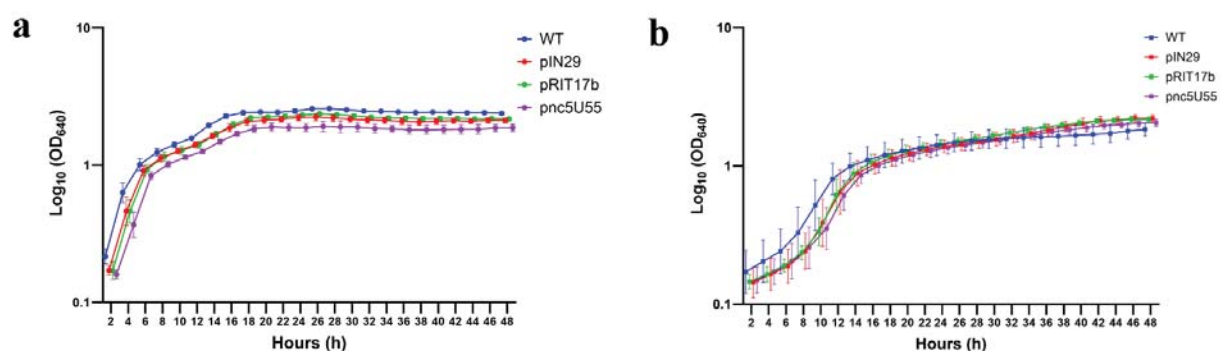 a
10
1
0.1
Log10 (OD640)
2 4 6 8 10 12 14 16 18 20 22 24 26 28 30 32 34 36 38 40 42 44 46 48
Hours (h)
WT
pIN29
pRIT17b
pnc5U55
b
10
1
0.1
Log10 (OD640)
2 4 6 8 10 12 14 16 18 20 22 24 26 28 30 32 34 36 38 40 42 44 46 48
Hours (h)
WT
pIN29
pRIT17b
pnc5U55